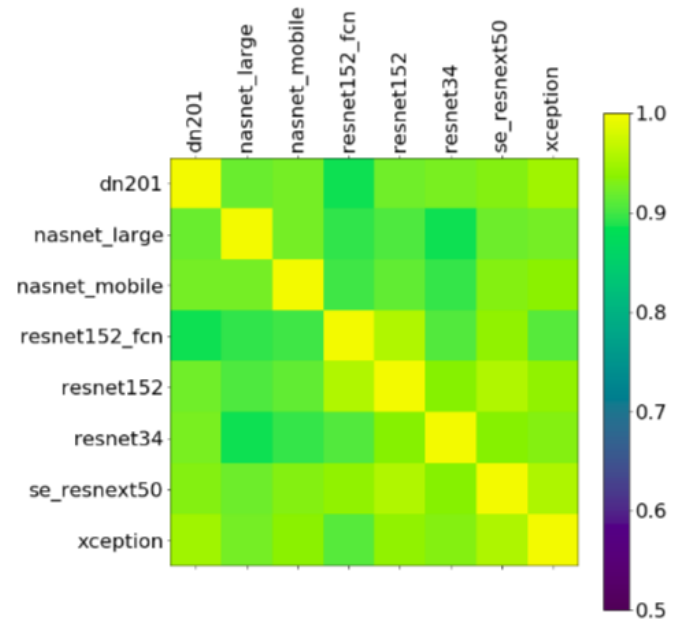 dn201
nasnet_large
nasnet_mobile
resnet152_fcn
resnet152
resnet34
se_resnext50
xception
dn201
nasnet_large
nasnet_mobile
resnet152_fcn
resnet152
resnet34
se_resnext50
xception
1.0
0.9
0.8
0.7
0.6
0.5